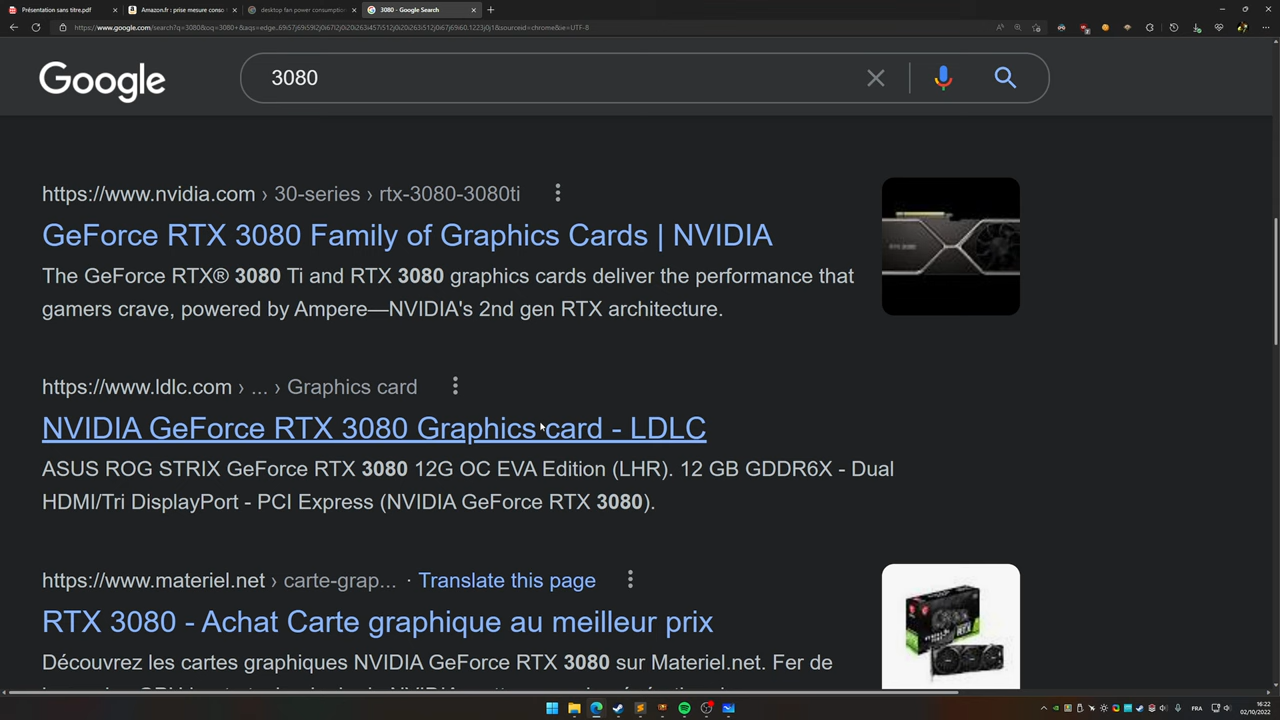 Présentation sans titre.pdf
Amazon.fr : prise mesure conso
desktop fan power consumption
3080 - Google Search
Google
3080
https://www.nvidia.com › 30-series › rtx-3080-3080ti
GeForce RTX 3080 Family of Graphics Cards | NVIDIA
The GeForce RTX® 3080 Ti and RTX 3080 graphics cards deliver the performance that
gamers crave, powered by Ampere—NVIDIA's 2nd gen RTX architecture.
https://www.ldlc.com › ... › Graphics card
NVIDIA GeForce RTX 3080 Graphics card - LDLC
ASUS ROG STRIX GeForce RTX 3080 12G OC EVA Edition (LHR). 12 GB GDDR6X - Dual
HDMI/Tri DisplayPort - PCI Express (NVIDIA GeForce RTX 3080).
https://www.materiel.net › carte-grap... · Translate this page
RTX 3080 - Achat Carte graphique au meilleur prix
Découvrez les cartes graphiques NVIDIA GeForce RTX 3080 sur Materiel.net. Fer de
FRA
16:22
02/10/2022